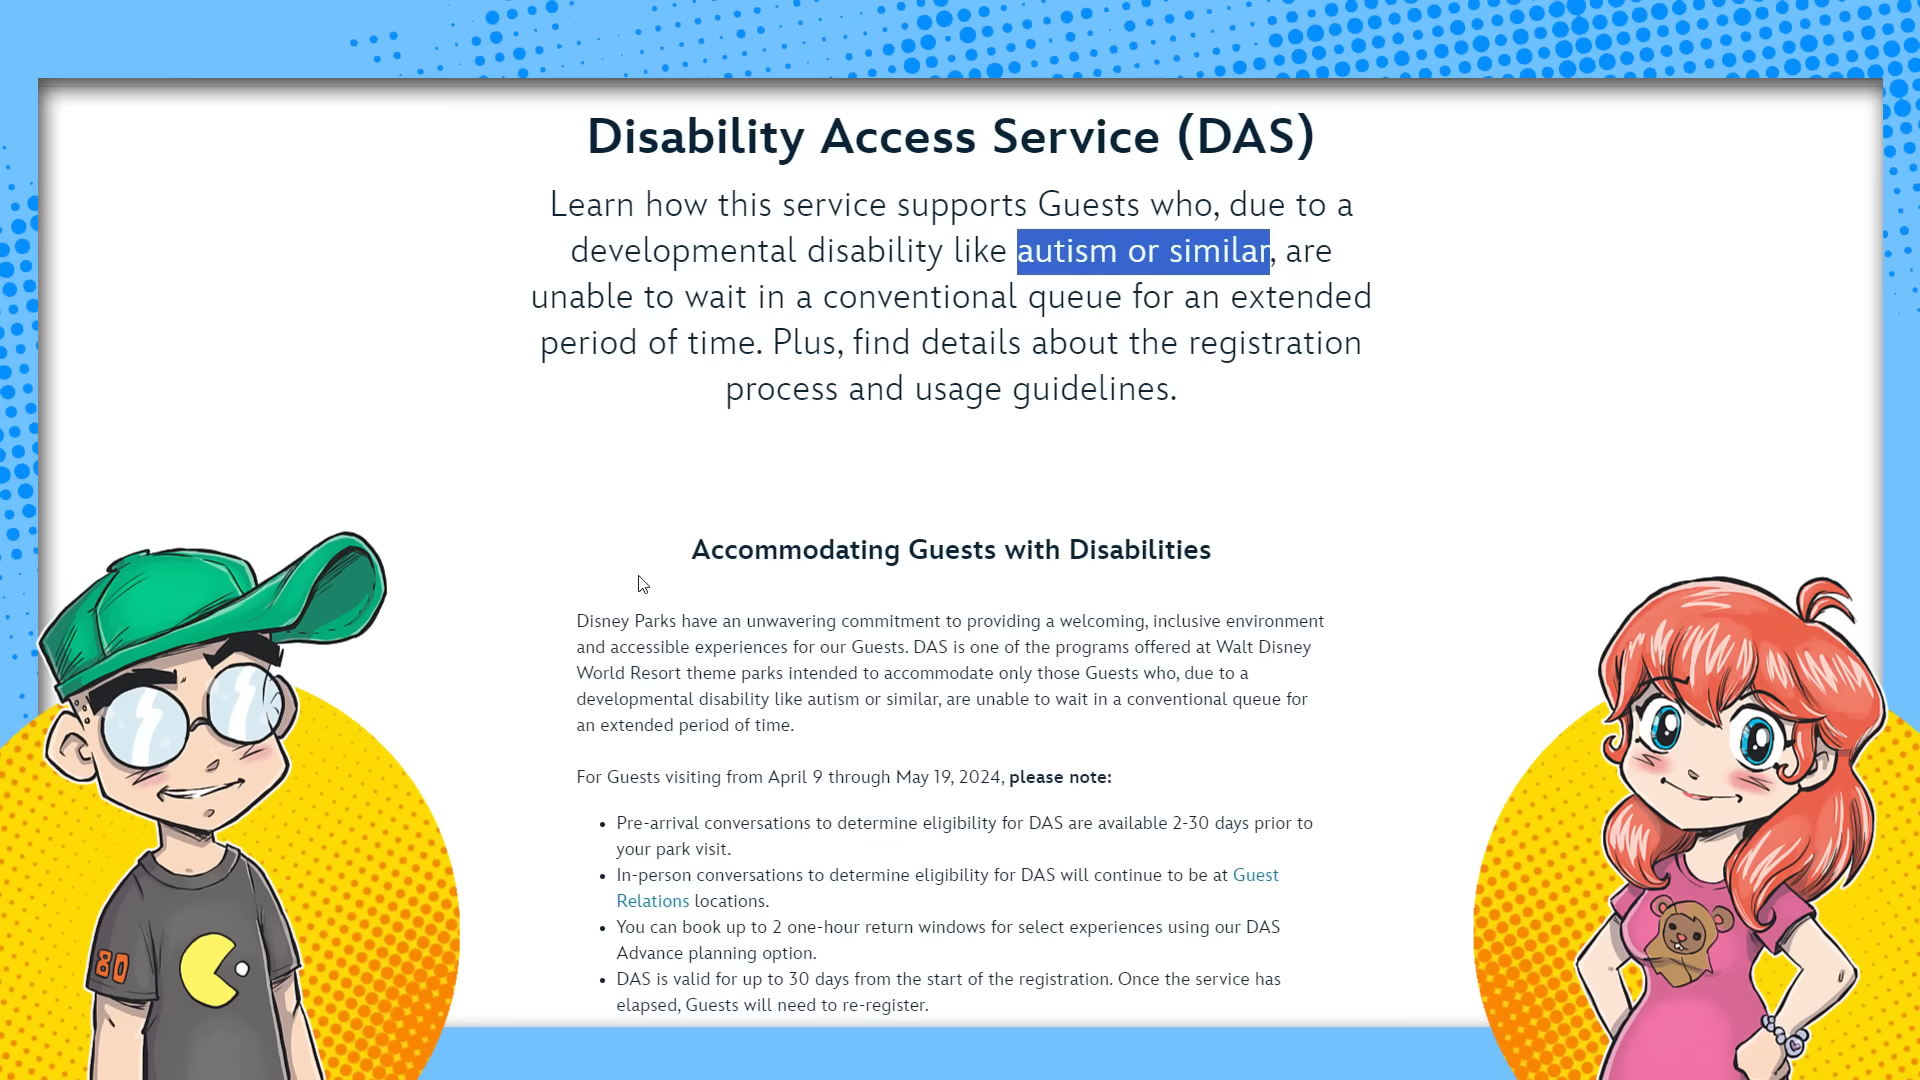 Disability Access Service (DAS)
Learn how this service supports Guests who, due to a
developmental disability like autism or similar, are
unable to wait in a conventional queue for an extended
period of time. Plus, find details about the registration
process and usage guidelines.
Accommodating Guests with Disabilities
Disney Parks have an unwavering commitment to providing a welcoming, inclusive environment
and accessible experiences for our Guests. DAS is one of the programs offered at Walt Disney
World Resort theme parks intended to accommodate only those Guests who, due to a
developmental disability like autism or similar, are unable to wait in a conventional queue for
an extended period of time.
For Guests visiting from April 9 through May 19, 2024, please note:
• Pre-arrival conversations to determine eligibility for DAS are available 2-30 days prior to
your park visit.
• In-person conversations to determine eligibility for DAS will continue to be at Guest
Relations locations.
• You can book up to 2 one-hour return windows for select experiences using our DAS
Advance planning option.
• DAS is valid for up to 30 days from the start of the registration. Once the service has
elapsed, Guests will need to re-register.
80